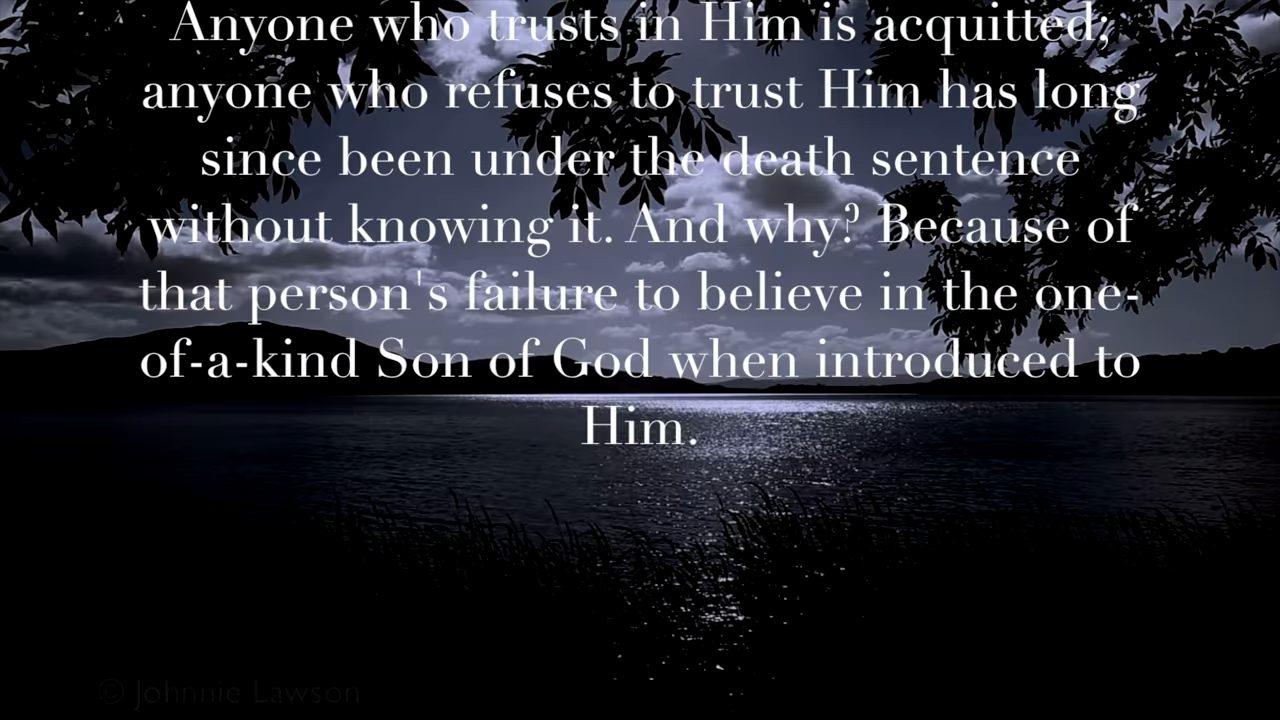 Anyone who trusts in Him is acquitted;
anyone who refuses to trust Him has long
since been under the death sentence
without knowing it. And why? Because of
that person's failure to believe in the one-
of-a-kind Son of God when introduced to
Him.
© Johnnie Lawson